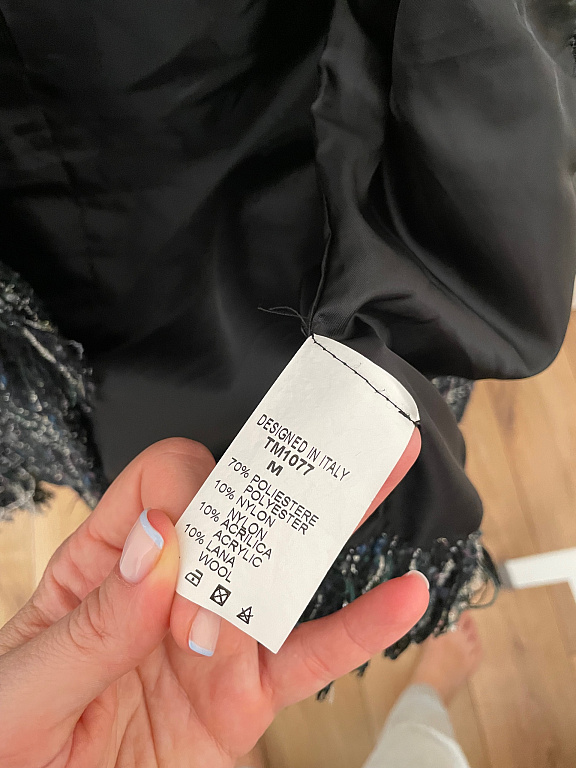 DESIGNED IN ITALY
TM1077
M
70% POLIESTERE
POLYESTER
10% NYLON
NYLON
10% ACRILICA
ACRYLIC
10% LANA
WOOL